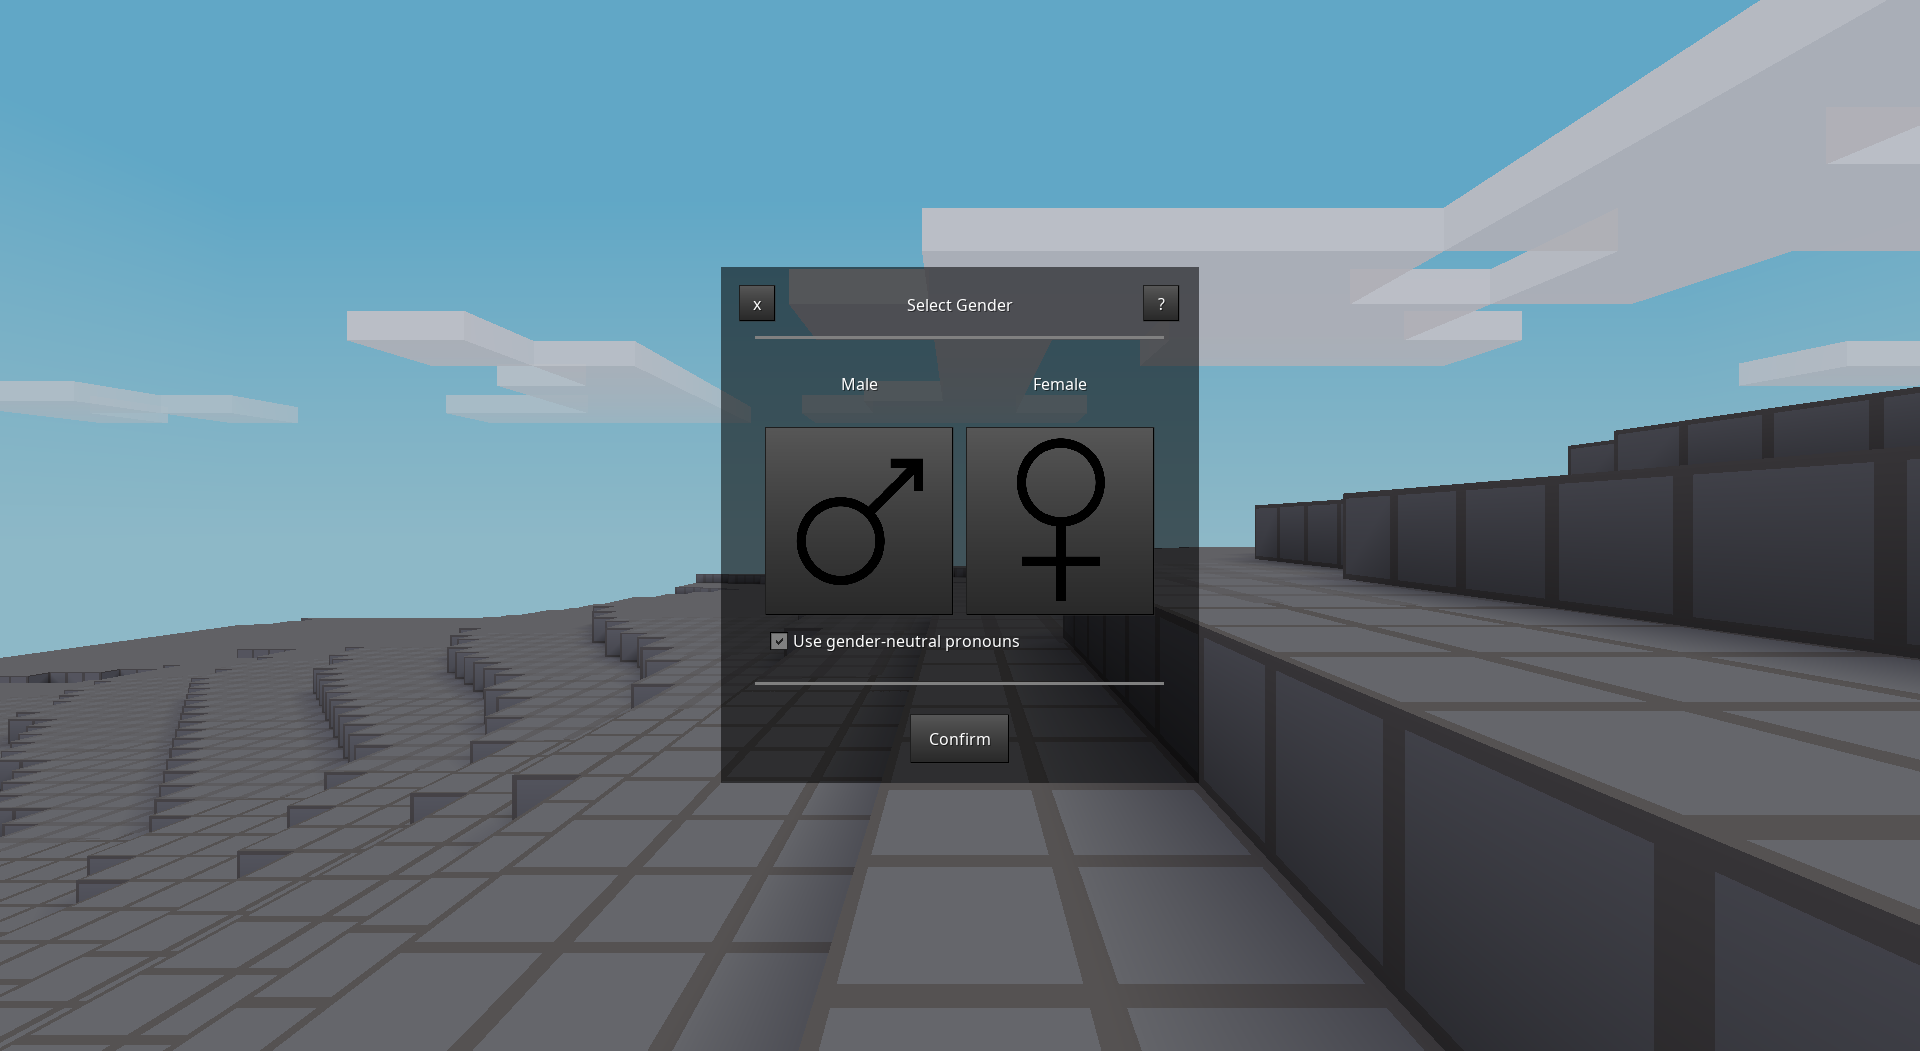 x
Select Gender
?
Male
Female
Use gender-neutral pronouns
Confirm